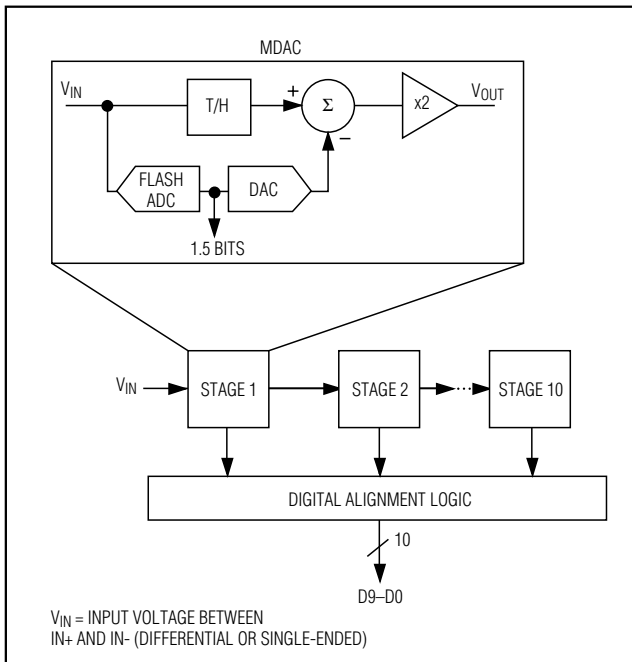 MDAC
V_IN
T/H
+
Σ
−
x2
V_OUT
FLASH
ADC
DAC
1.5 BITS
V_IN
STAGE 1
STAGE 2
...
STAGE 10
DIGITAL ALIGNMENT LOGIC
10
D9–D0
V_IN = INPUT VOLTAGE BETWEEN
IN+ AND IN- (DIFFERENTIAL OR SINGLE-ENDED)